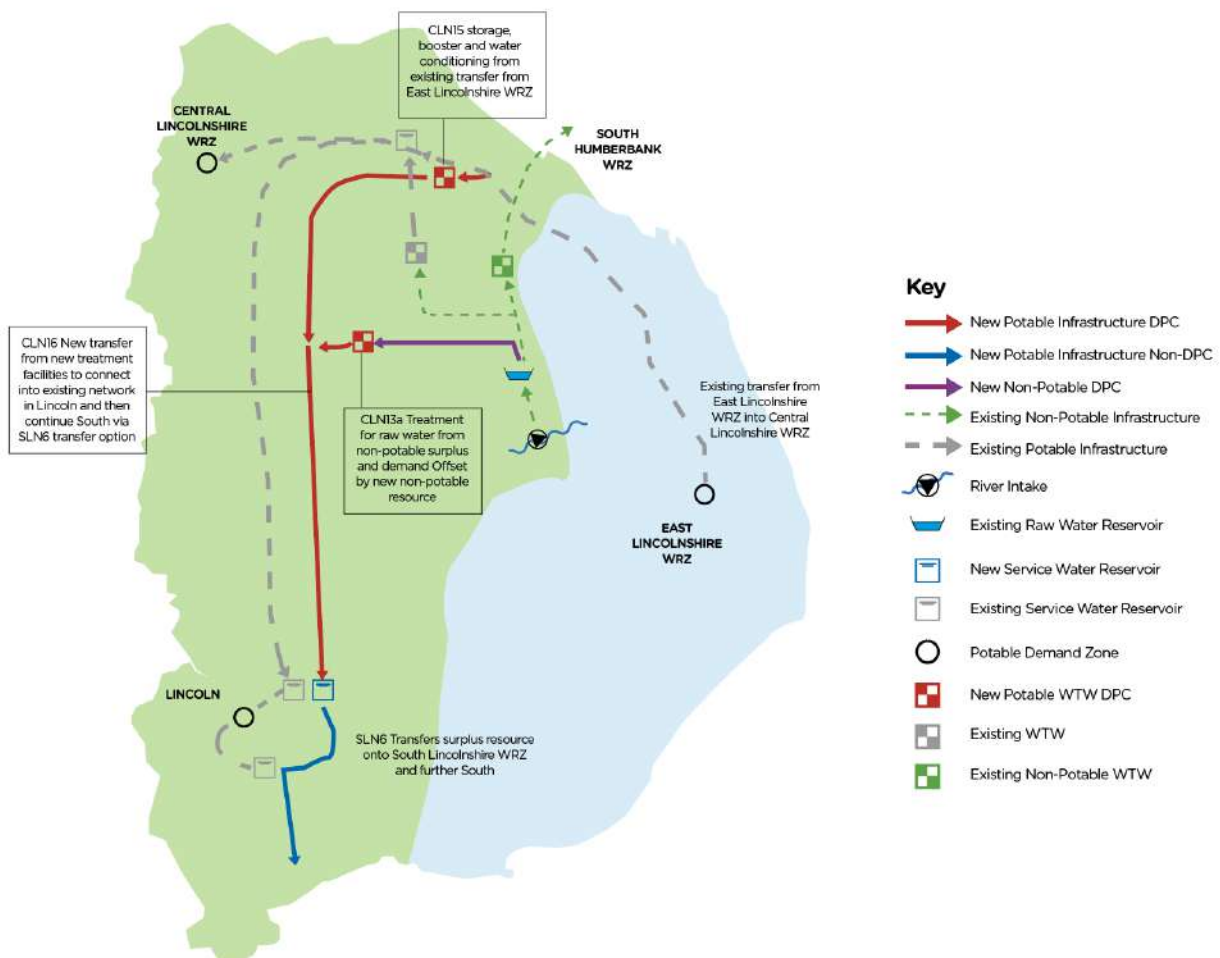 CLN15 storage,
booster and water
conditioning from
existing transfer from
East Lincolnshire WRZ
CENTRAL
LINCOLNSHIRE
WRZ
SOUTH
HUMBERBANK
WRZ
CLN16 New transfer
from new treatment
facilities to connect
into existing network
in Lincoln and then
continue South via
SLN6 transfer option
CLN13a Treatment
for raw water from
non-potable surplus
and demand Offset
by new non-potable
resource
Existing transfer from
East Lincolnshire
WRZ into Central
Lincolnshire WRZ
EAST
LINCOLNSHIRE
WRZ
LINCOLN
SLN6 Transfers surplus resource
onto South Lincolnshire WRZ
and further South
Key
New Potable Infrastructure DPC
New Potable Infrastructure Non-DPC
New Non-Potable DPC
Existing Non-Potable Infrastructure
Existing Potable Infrastructure
River Intake
Existing Raw Water Reservoir
New Service Water Reservoir
Existing Service Water Reservoir
Potable Demand Zone
New Potable WTW DPC
Existing WTW
Existing Non-Potable WTW